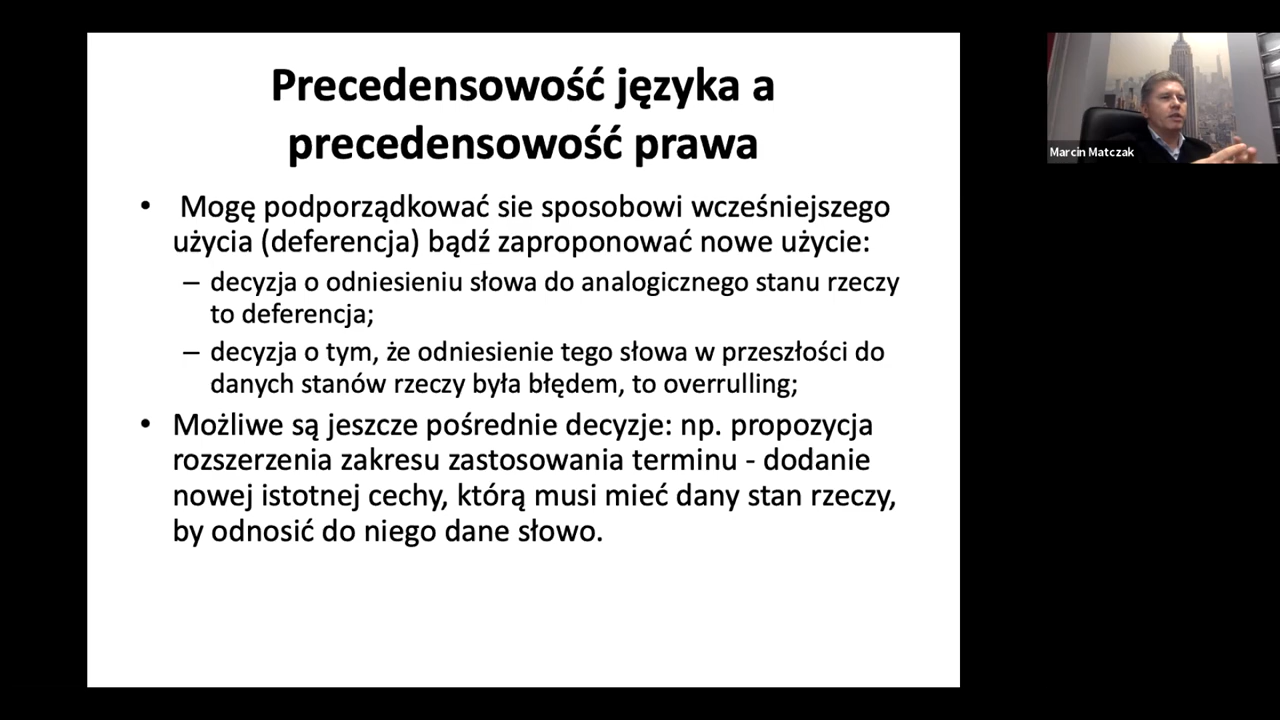 Precedensowość języka a
precedensowość prawa
• Mogę podporządkować sie sposobowi wcześniejszego
użycia (deferencja) bądź zaproponować nowe użycie:
– decyzja o odniesieniu słowa do analogicznego stanu rzeczy
to deferencja;
– decyzja o tym, że odniesienie tego słowa w przeszłości do
danych stanów rzeczy była błędem, to overrulling;
• Możliwe są jeszcze pośrednie decyzje: np. propozycja
rozszerzenia zakresu zastosowania terminu - dodanie
nowej istotnej cechy, którą musi mieć dany stan rzeczy,
by odnosić do niego dane słowo.
Marcin Matczak